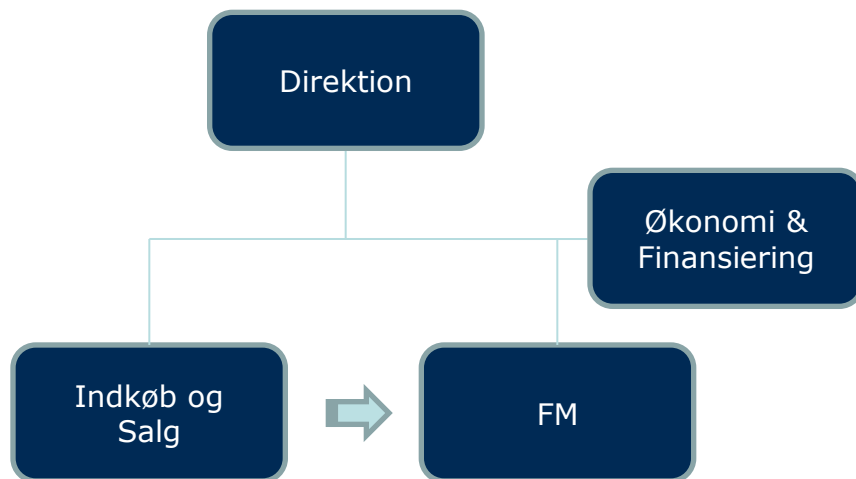 Direktion
Økonomi &
Finansiering
Indkøb og
Salg
FM